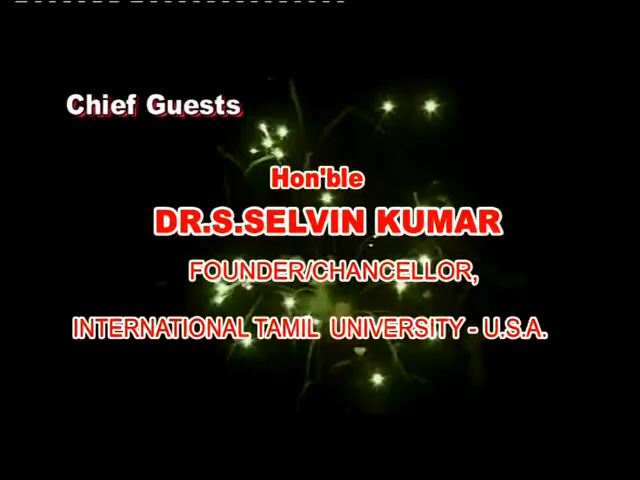 Chief Guests
Hon'ble
DR.S.SELVIN KUMAR
FOUNDER/CHANCELLOR,
INTERNATIONAL TAMIL UNIVERSITY - U.S.A.